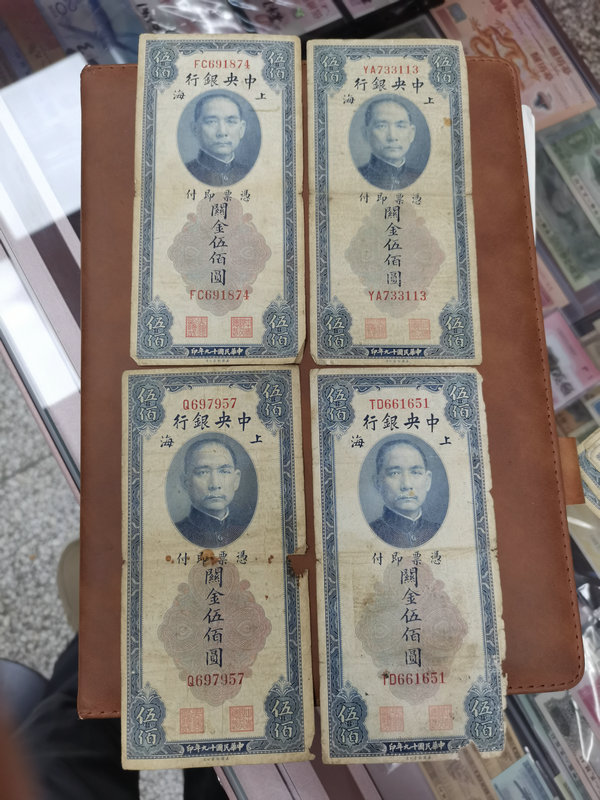 伍佰
FC691874
伍佰
中央銀行
上海
憑票即付
關金伍佰圓
FC691874
伍佰
伍佰
中華民國十九年印
伍佰
YA733113
伍佰
中央銀行
上海
憑票即付
關金伍佰圓
YA733113
伍佰
伍佰
中華民國十九年印
伍佰
Q697957
伍佰
中央銀行
上海
憑票即付
關金伍佰圓
Q697957
伍佰
伍佰
中華民國十九年印
伍佰
TD661651
伍佰
中央銀行
上海
憑票即付
關金伍佰圓
TD661651
伍佰
伍佰
中華民國十九年印